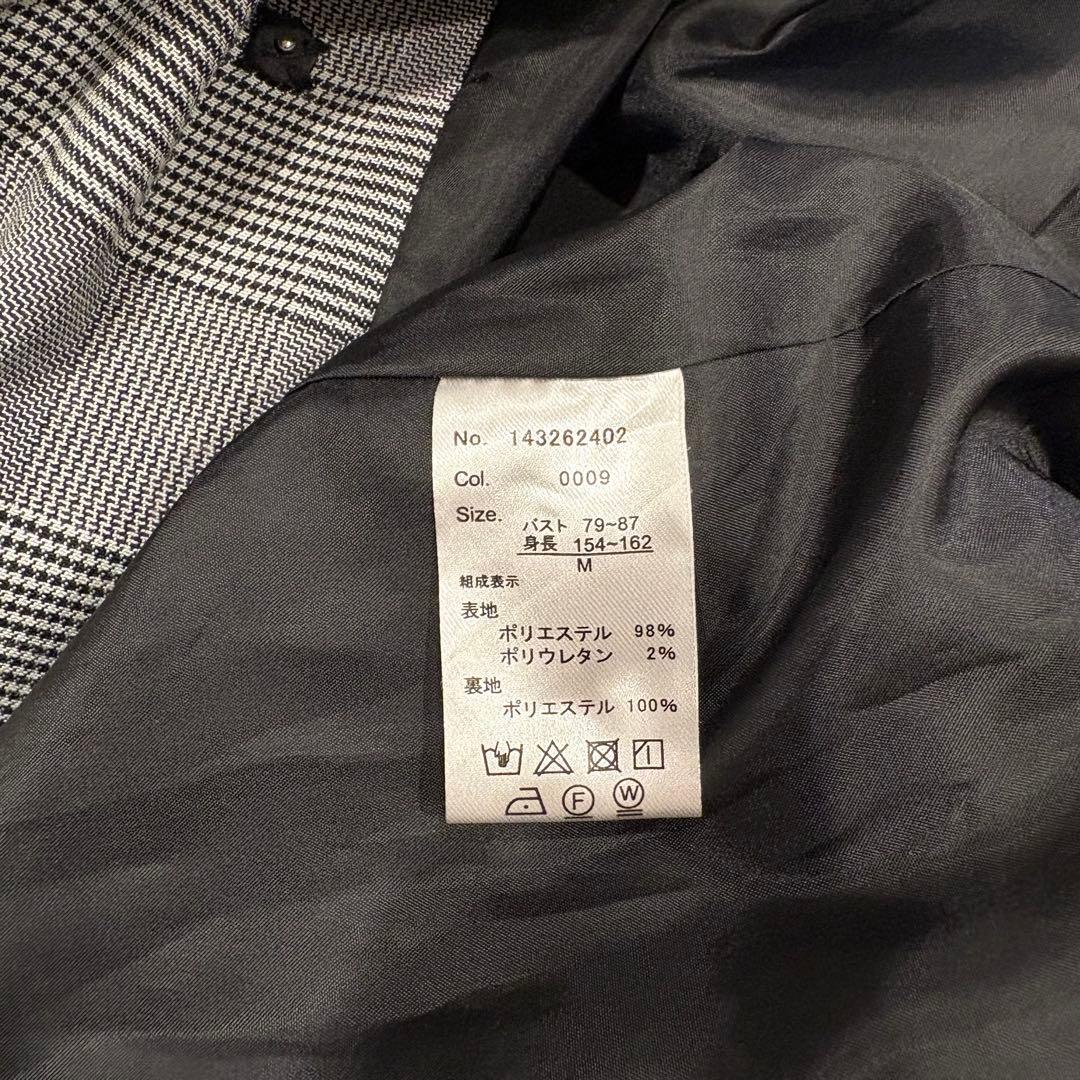 No. 143262402
Col. 0009
Size. バスト 79~87
身長 154~162
M
組成表示
表地
ポリエステル 98%
ポリウレタン 2%
裏地
ポリエステル 100%
F W